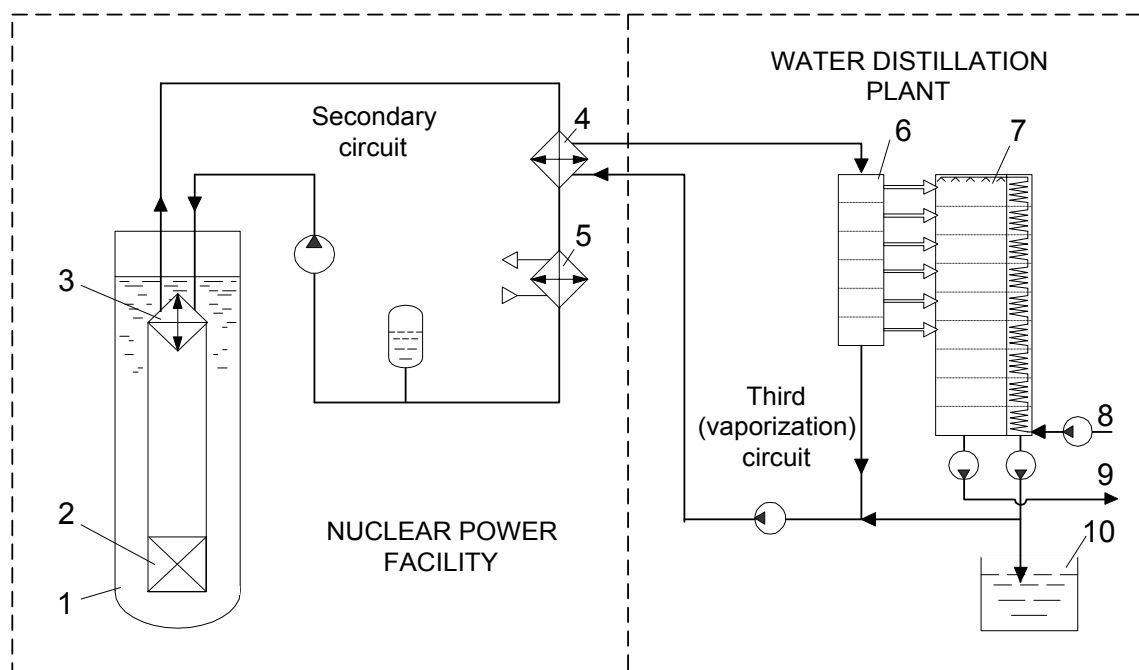 WATER DISTILLATION
PLANT
Secondary
circuit
4
6
7
5
3
Third
(vaporization)
circuit
8
9
2
NUCLEAR POWER
FACILITY
10
1